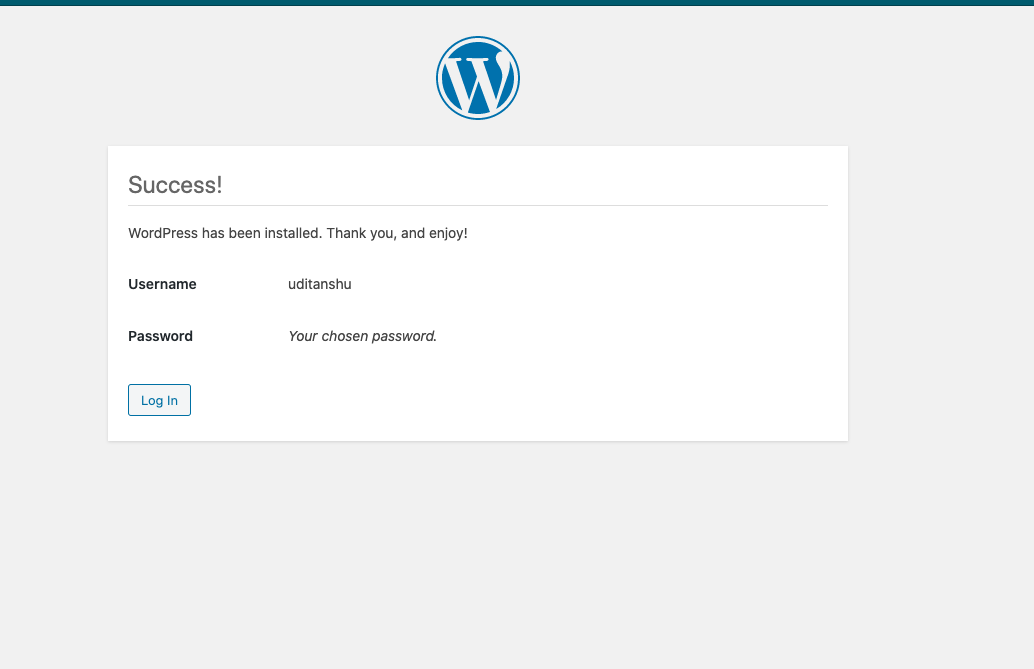 Success!
WordPress has been installed. Thank you, and enjoy!
Username uditanshu
Password Your chosen password.
Log In